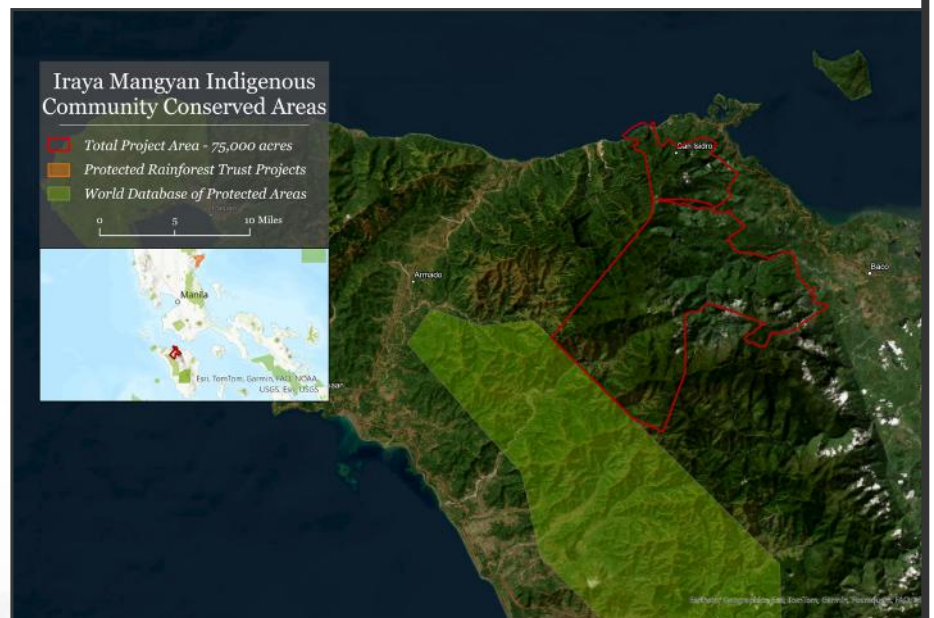 Iraya Mangyan Indigenous
Community Conserved Areas
Total Project Area - 75,000 acres
Protected Rainforest Trust Projects
World Database of Protected Areas
0 5 10 Miles
Manila
Esri, TomTom, Garmin, FAO, NOAA,
USGS, Esri, USGS
San Isidro
Baco
Armado